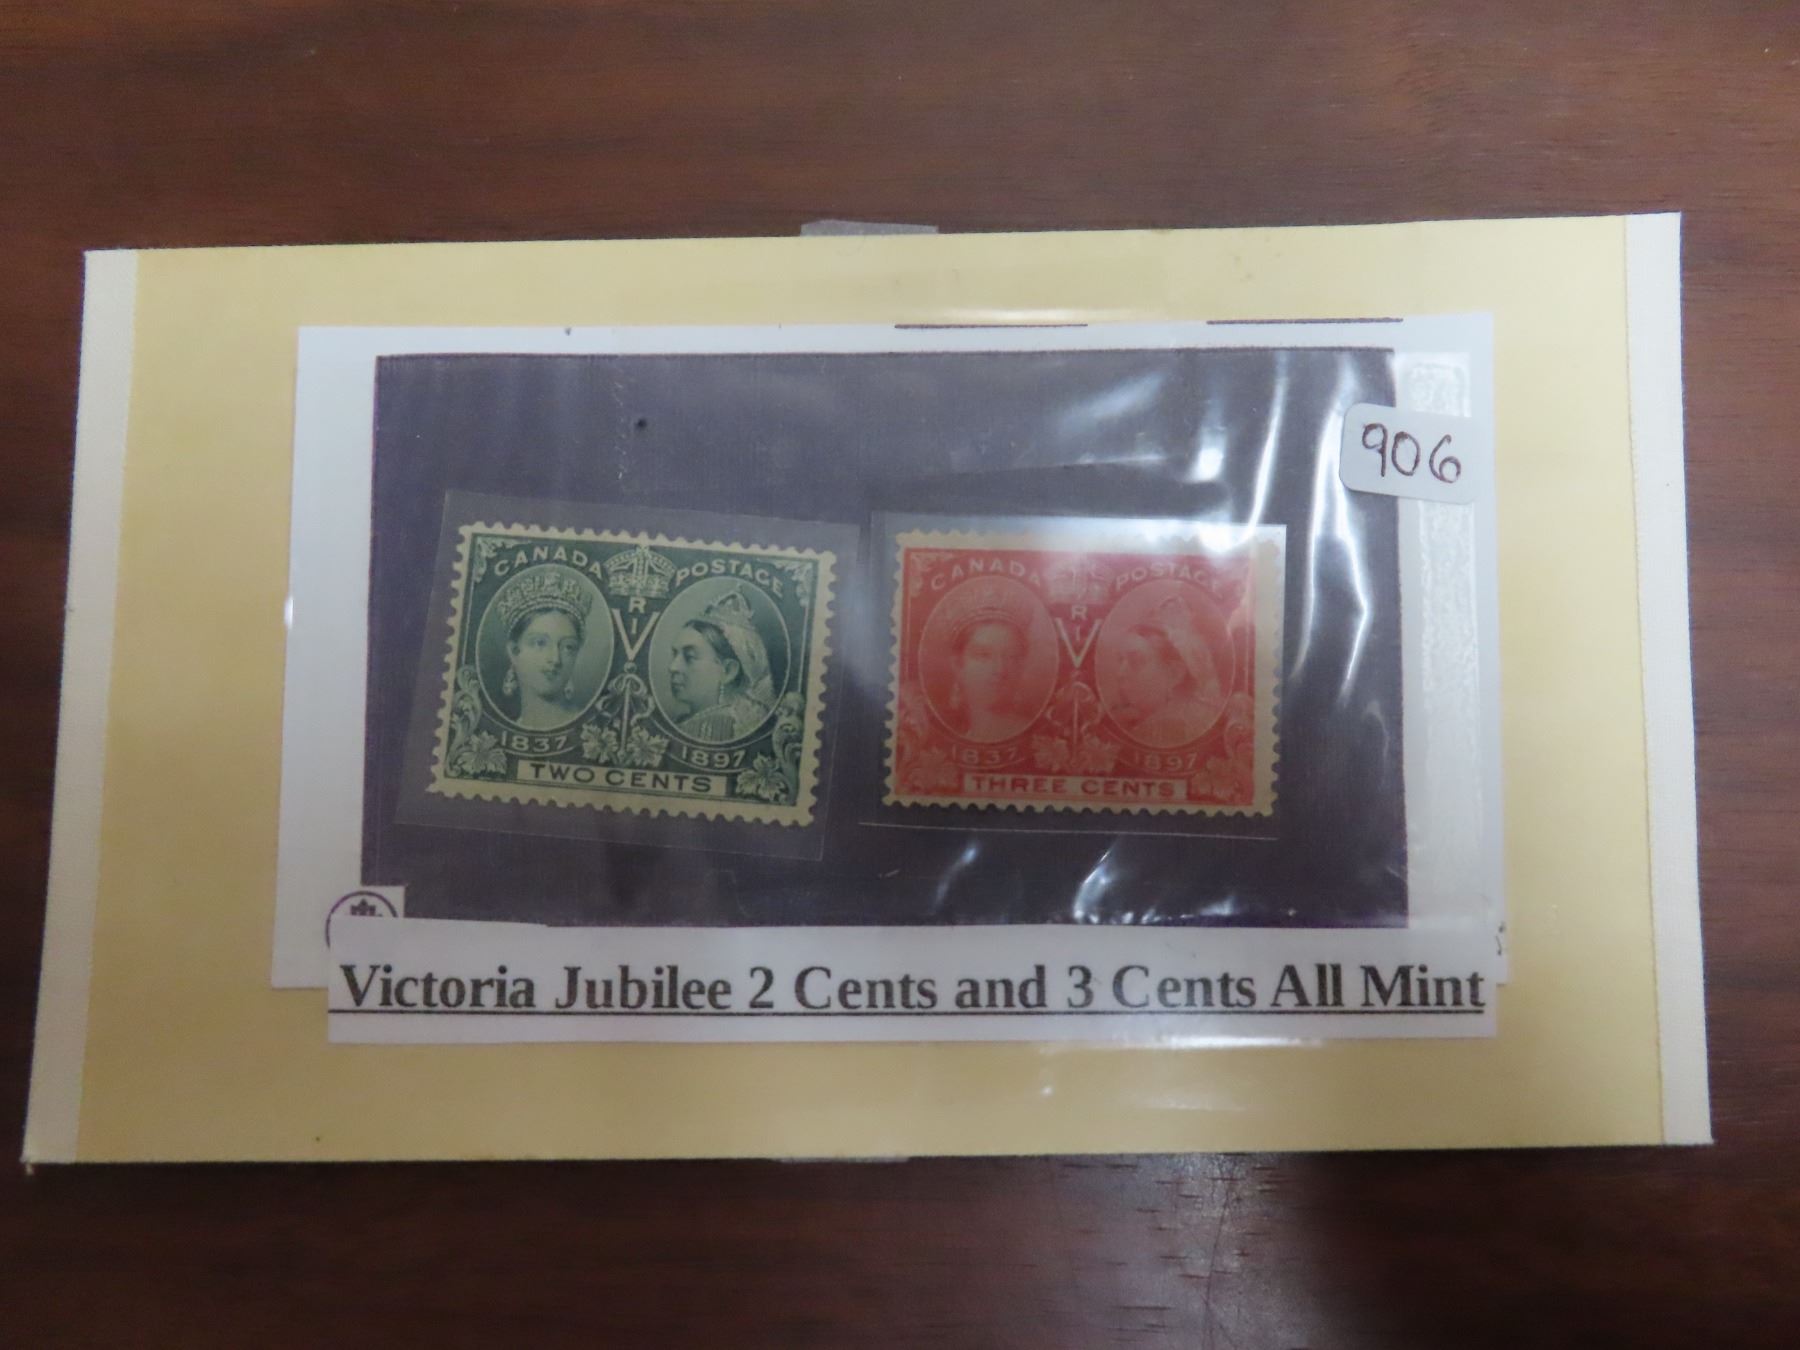 906
CANADA POSTAGE
V R I
1837 1897
TWO CENTS
CANADA POSTAGE
V R I
1837 1897
THREE CENTS
Victoria Jubilee 2 Cents and 3 Cents All Mint